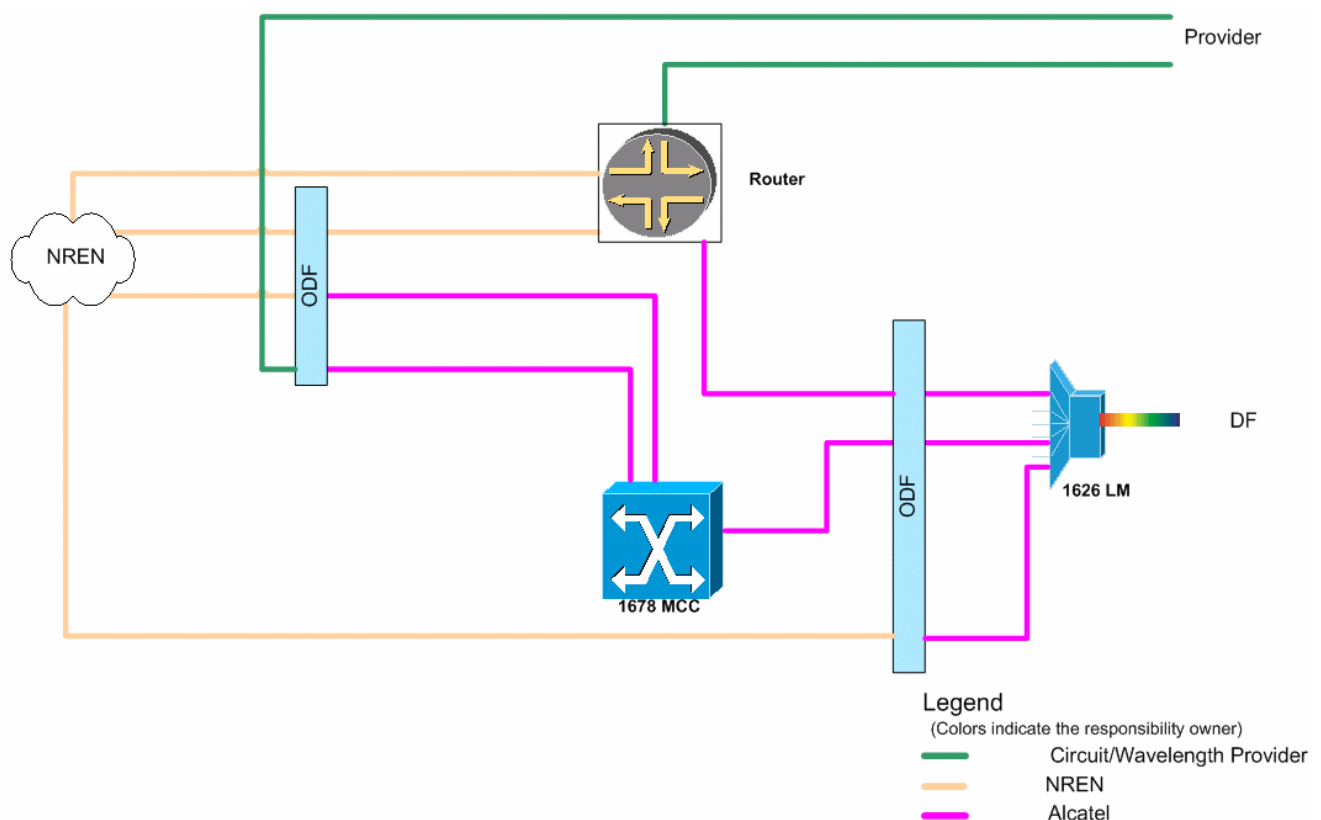 Provider
Router
NREN
ODF
ODF
DF
1626 LM
1678 MCC
Legend
(Colors indicate the responsibility owner)
Circuit/Wavelength Provider
NREN
Alcatel